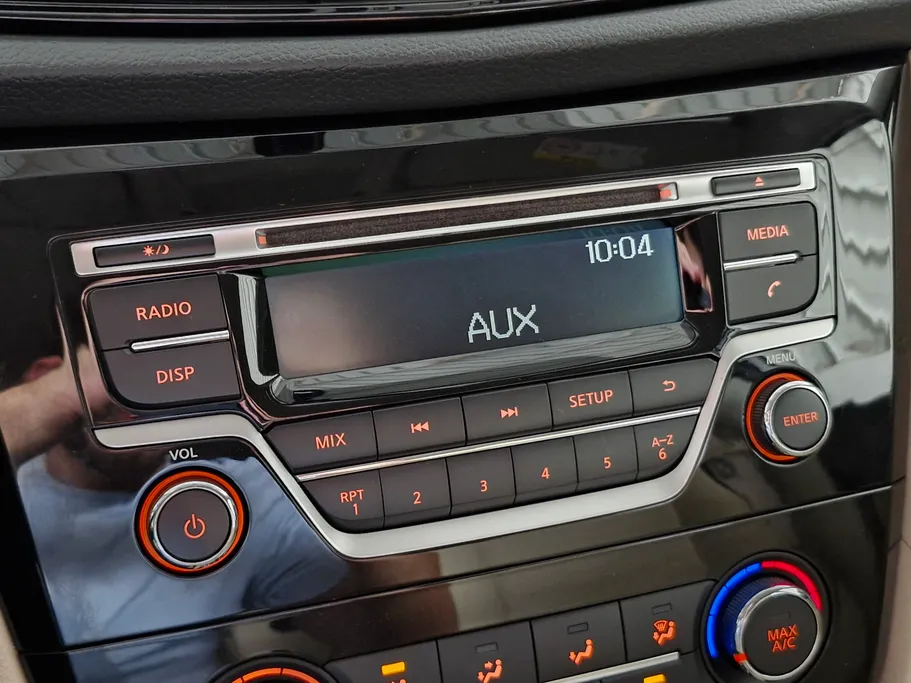 10:04
MEDIA
RADIO
AUX
DISP
MENU
SETUP
MIX
ENTER
VOL
A–Z
RPT
1
2
3
4
5
6
MAX
A/C